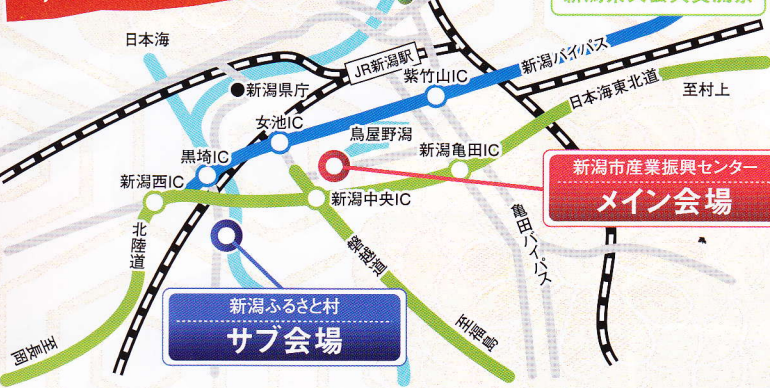 日本海
JR新潟駅
新潟県庁
紫竹山IC
新潟バイパス
日本海東北道
至村上
女池IC
鳥屋野潟
新潟亀田IC
黒埼IC
新潟西IC
新潟中央IC
新潟市産業振興センター
メイン会場
北陸道
磐越道
亀田バイパス
新潟ふるさと村
サブ会場
至長岡
至福島